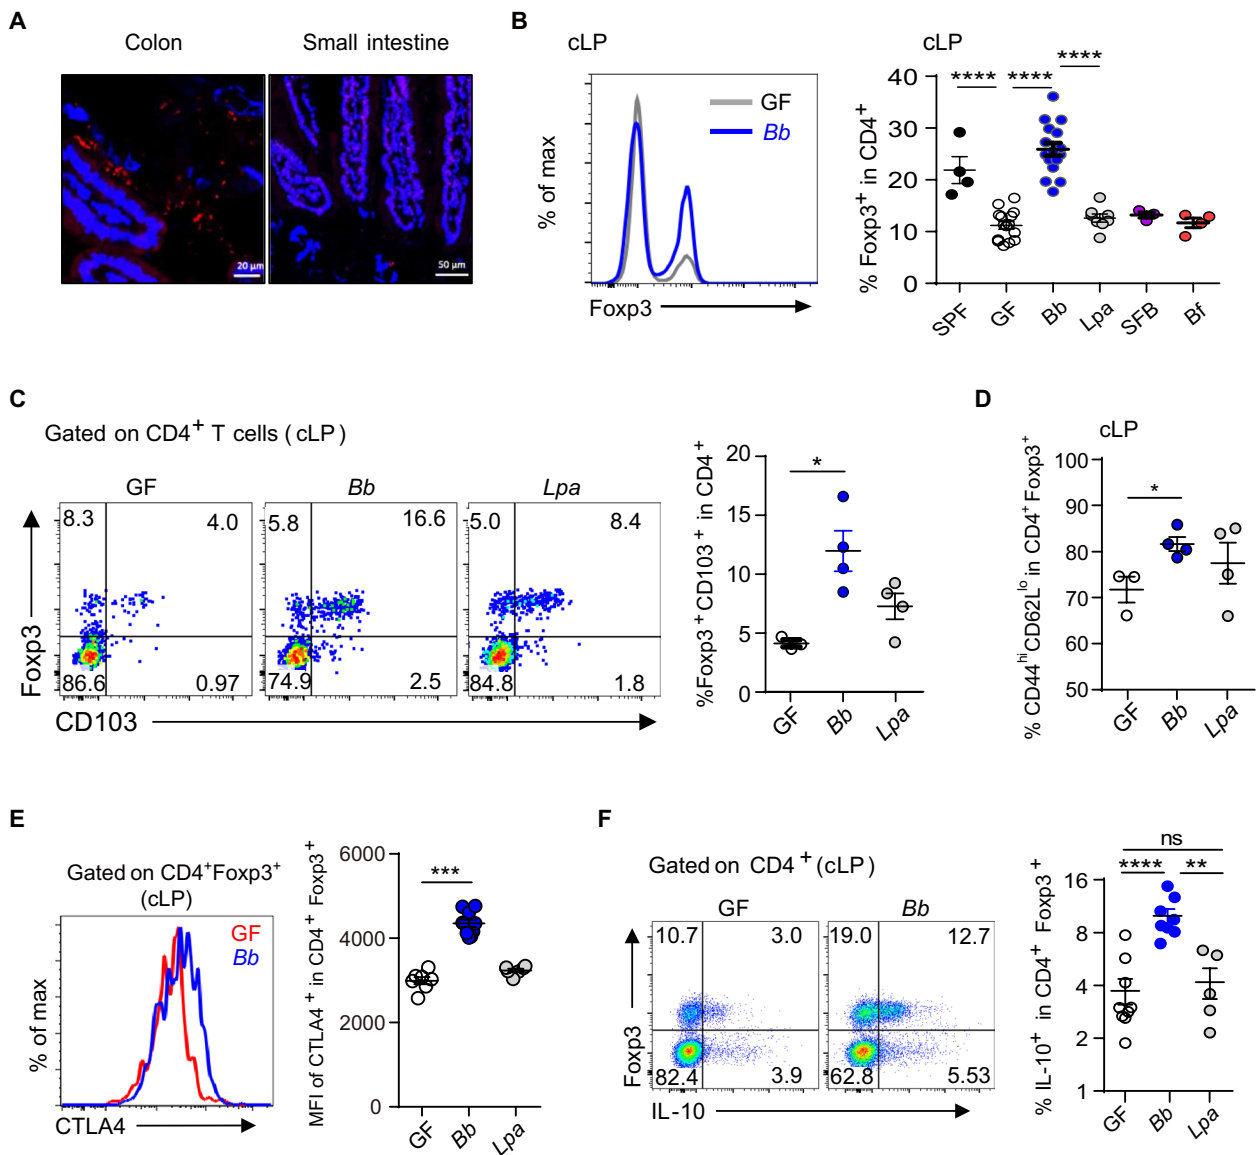 A
Colon
Small intestine
20 μm
50 μm
B
cLP
GF
Bb
% of max
Foxp3
cLP
**** **** ****
% Foxp3+ in CD4+
40
30
20
10
0
SPF GF Bb Lpa SFB Bf
C
Gated on CD4+ T cells ( cLP )
GF Bb Lpa
8.3 4.0 5.8 16.6 5.0 8.4
86.6 0.97 74.9 2.5 84.8 1.8
Foxp3
CD103
%Foxp3+ CD103+ in CD4+
20
15
10
5
0
*
GF Bb Lpa
D
cLP
% CD44hi CD62Llo in CD4+ Foxp3+
100
90
80
70
60
50
*
GF Bb Lpa
E
Gated on CD4+Foxp3+
(cLP)
GF
Bb
% of max
CTLA4
MFI of CTLA4+ in CD4+ Foxp3+
6000
4000
2000
0
***
GF Bb Lpa
F
Gated on CD4+ (cLP)
GF Bb
10.7 3.0 19.0 12.7
82.4 3.9 62.8 5.53
Foxp3
IL-10
% IL-10+ in CD4+ Foxp3+
ns
**** **
16
8
4
2
1
GF Bb Lpa